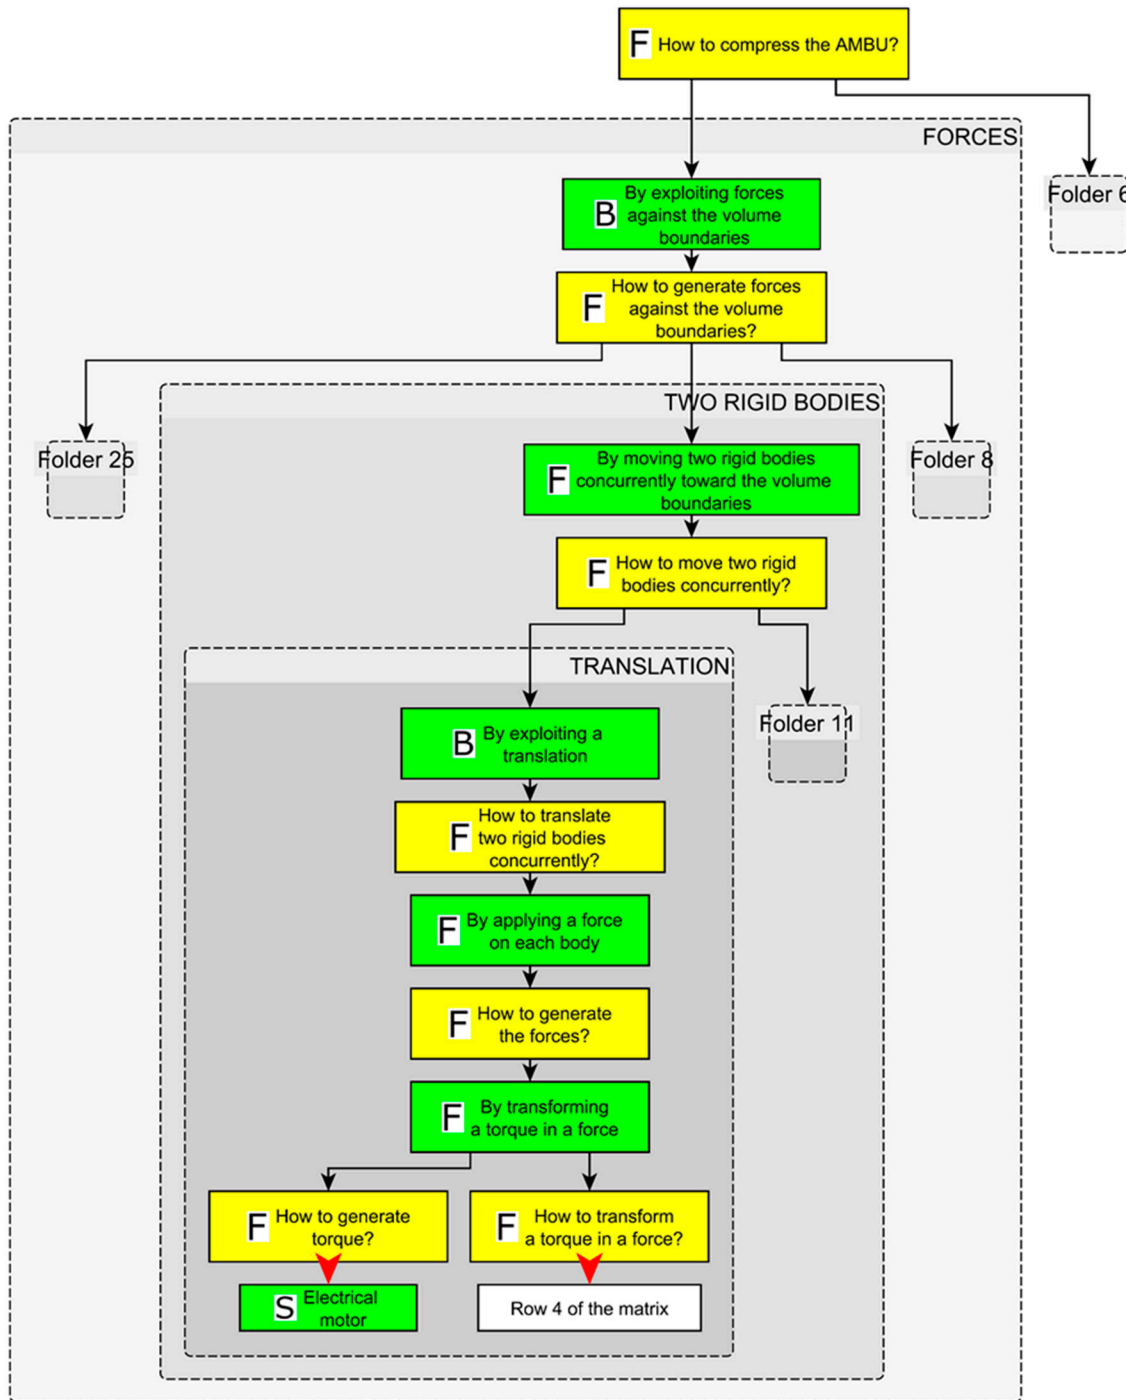 F How to compress the AMBU?
FORCES
Folder 6
B By exploiting forces
against the volume
boundaries
F How to generate forces
against the volume
boundaries?
TWO RIGID BODIES
Folder 25
Folder 8
F By moving two rigid bodies
concurrently toward the volume
boundaries
F How to move two rigid
bodies concurrently?
TRANSLATION
Folder 11
B By exploiting a
translation
F How to translate
two rigid bodies
concurrently?
F By applying a force
on each body
F How to generate
the forces?
F By transforming
a torque in a force
F How to generate
torque?
F How to transform
a torque in a force?
S Electrical
motor
Row 4 of the matrix